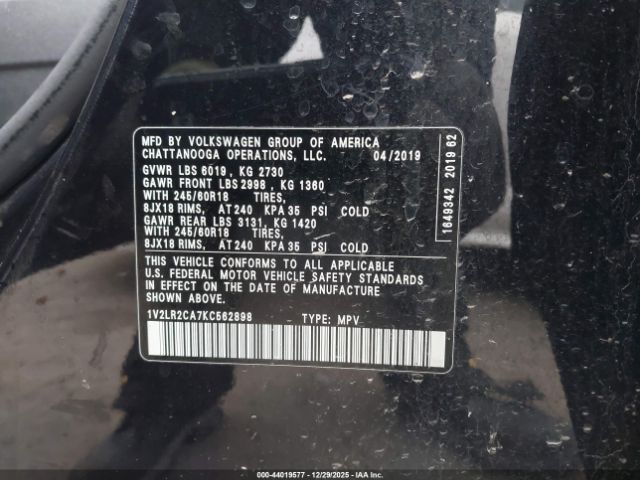 MFD BY VOLKSWAGEN GROUP OF AMERICA
CHATTANOOGA OPERATIONS, LLC. 04/2019
GVWR LBS 6019 , KG 2730
GAWR FRONT LBS 2998 , KG 1360
WITH 245/60R18 TIRES,
8JX18 RIMS, AT 240 KPA 35 PSI COLD
GAWR REAR LBS 3131, KG 1420
WITH 245/60R18 TIRES,
8JX18 RIMS, AT 240 KPA 35 PSI COLD
THIS VEHICLE CONFORMS TO ALL APPLICABLE
U.S. FEDERAL MOTOR VEHICLE SAFETY STANDARDS
IN EFFECT ON THE DATE OF MANUFACTURE
SHOWN ABOVE.
1V2LR2CA7KC562898 TYPE: MPV
1649342 2019 62
000-44019577 - 12/29/2025 - IAA Inc.